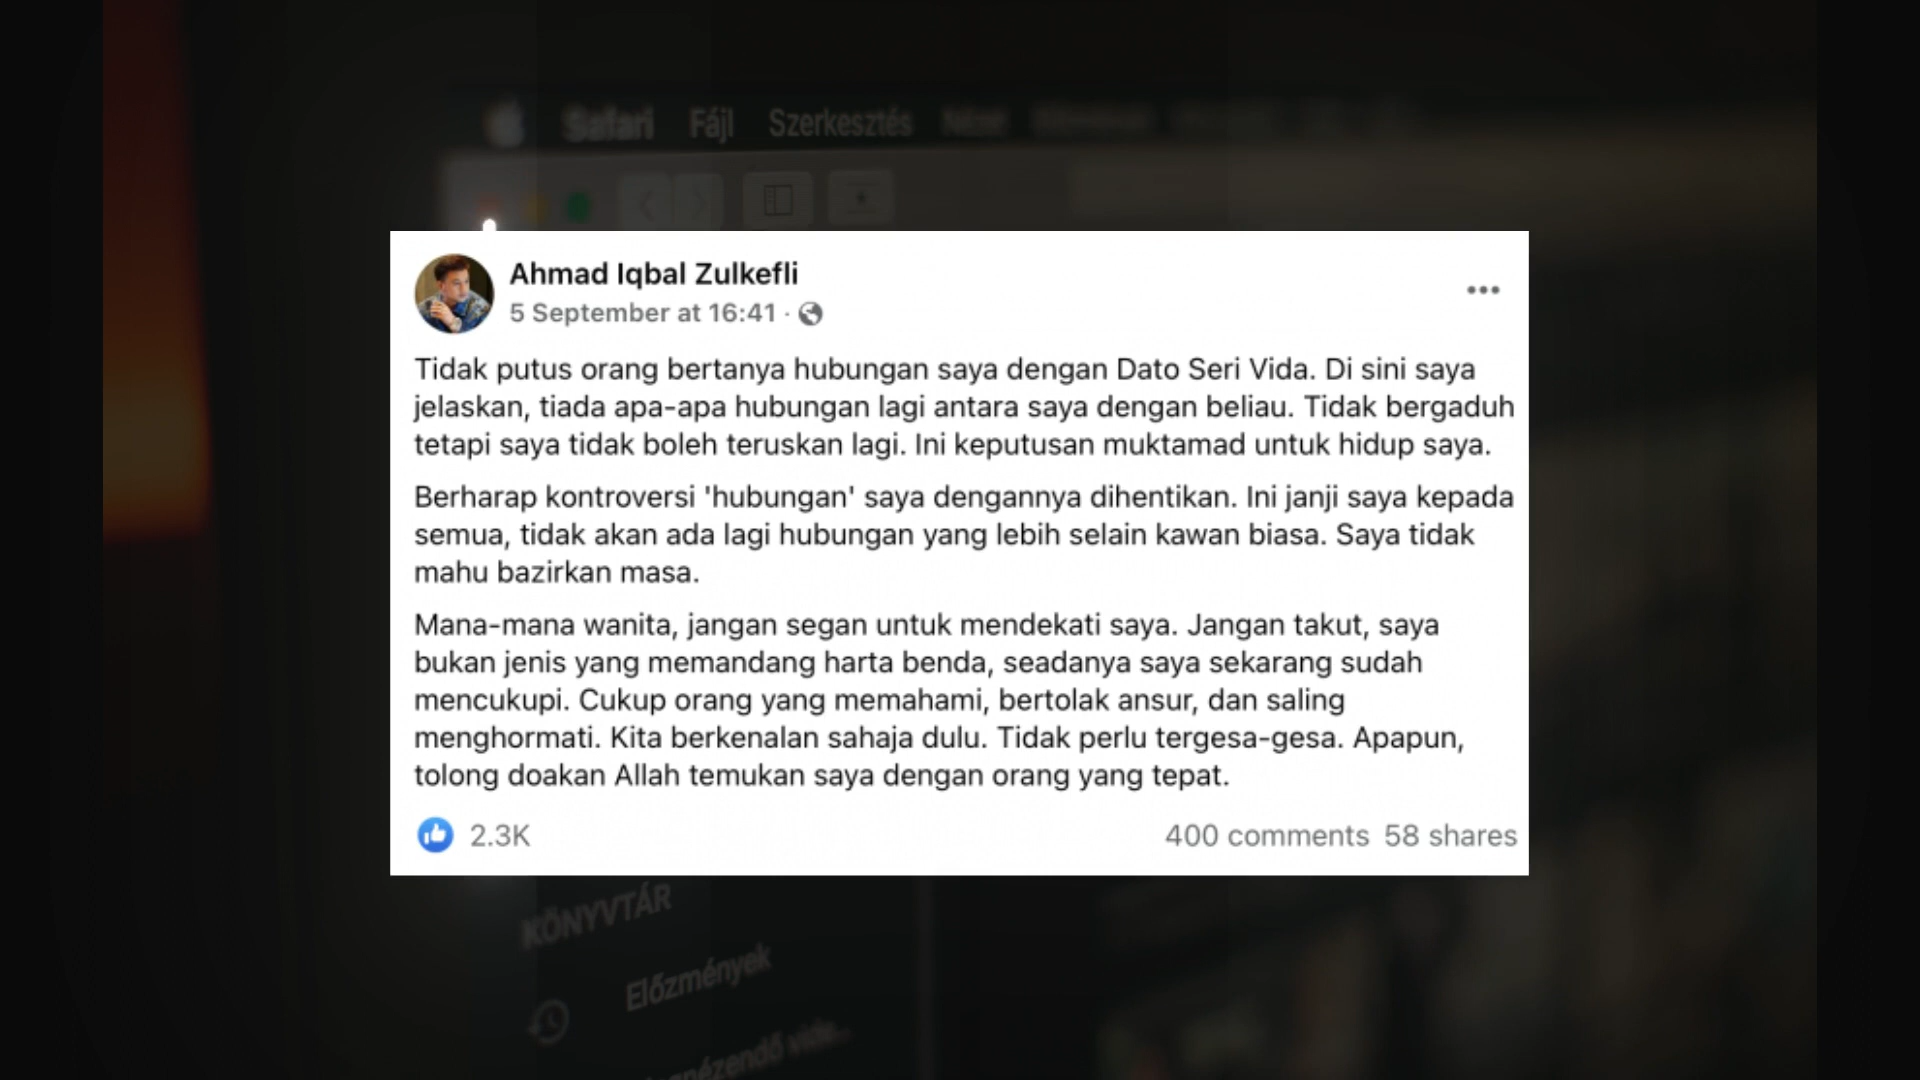 Safari Fájl Szerkesztés Nézet
Ahmad Iqbal Zulkefli
5 September at 16:41 ·
Tidak putus orang bertanya hubungan saya dengan Dato Seri Vida. Di sini saya
jelaskan, tiada apa-apa hubungan lagi antara saya dengan beliau. Tidak bergaduh
tetapi saya tidak boleh teruskan lagi. Ini keputusan muktamad untuk hidup saya.
Berharap kontroversi 'hubungan' saya dengannya dihentikan. Ini janji saya kepada
semua, tidak akan ada lagi hubungan yang lebih selain kawan biasa. Saya tidak
mahu bazirkan masa.
Mana-mana wanita, jangan segan untuk mendekati saya. Jangan takut, saya
bukan jenis yang memandang harta benda, seadanya saya sekarang sudah
mencukupi. Cukup orang yang memahami, bertolak ansur, dan saling
menghormati. Kita berkenalan sahaja dulu. Tidak perlu tergesa-gesa. Apapun,
tolong doakan Allah temukan saya dengan orang yang tepat.
2.3K
400 comments 58 shares
KÖNYVTÁR
Előzmények